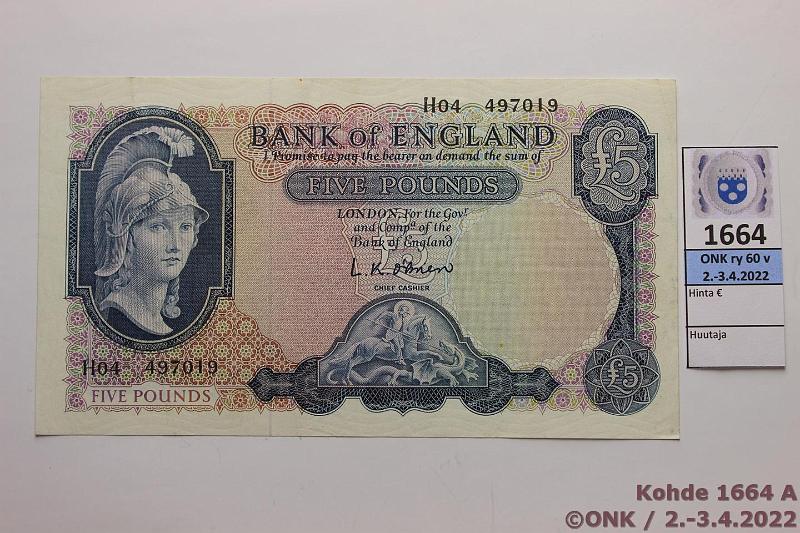 H04 497019
BANK of ENGLAND
I Promise to pay the bearer on demand the sum of
FIVE POUNDS
£5
LONDON, For the Govr
and Compa of the
Bank of England
L. K. O'Brien
CHIEF CASHIER
H04 497019
FIVE POUNDS
£5
1664
ONK ry 60 v
2.-3.4.2022
Hinta €
Huutaja
Kohde 1664 A
©ONK / 2.-3.4.2022